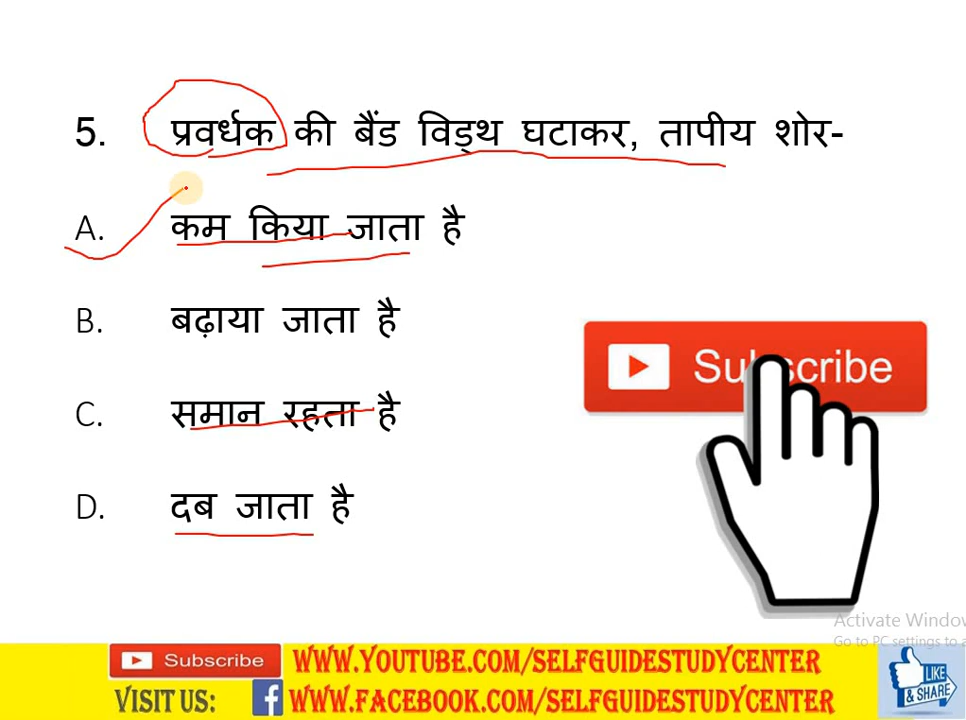 5. प्रवर्धक की बैंड विड्थ घटाकर, तापीय शोर-
A. कम किया जाता है
B. बढ़ाया जाता है
Subscribe
C. समान रहता है
D. दब जाता है
Activate Window
Go to PC settings to a
Subscribe WWW.YOUTUBE.COM/SELFGUIDESTUDYCENTER
VISIT US: f WWW.FACEBOOK.COM/SELFGUIDESTUDYCENTER
LIKE
& SHARE